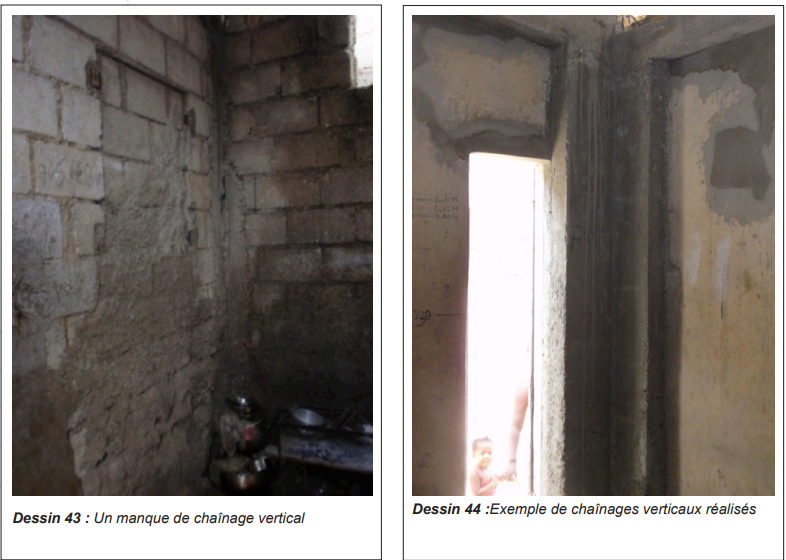 Dessin 43 : Un manque de chaînage vertical
Dessin 44 :Exemple de chaînages verticaux réalisés